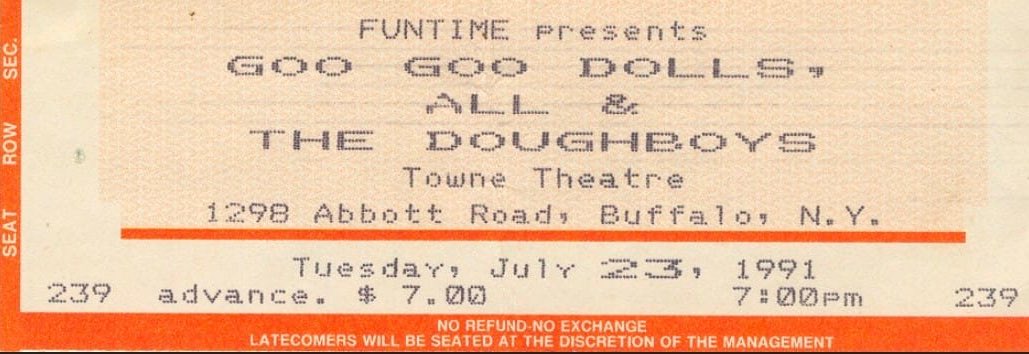 FUNTIME presents
GOO GOO DOLLS,
ALL &
THE DOUGHBOYS
Towne Theatre
1298 Abbott Road, Buffalo, N.Y.
Tuesday, July 23, 1991
239 advance. $ 7.00 7:00pm 239
NO REFUND-NO EXCHANGE
LATECOMERS WILL BE SEATED AT THE DISCRETION OF THE MANAGEMENT
SEAT ROW SEC.